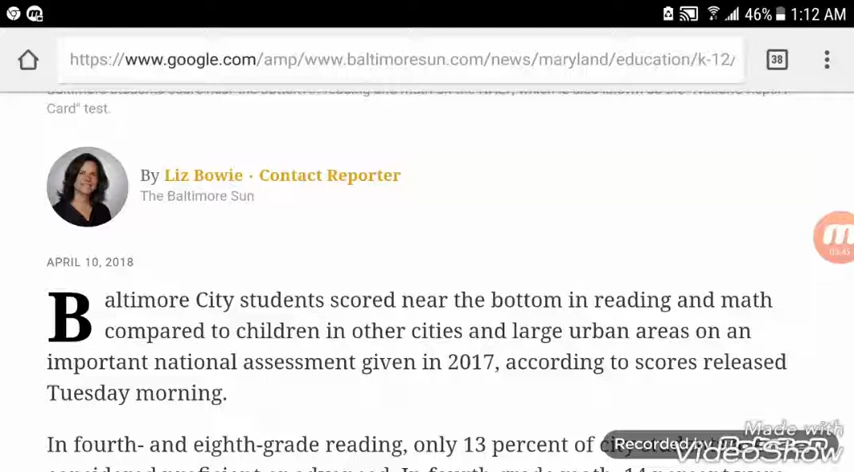 46% 1:12 AM
https://www.google.com/amp/www.baltimoresun.com/news/maryland/education/k-12/
38
Card" test.
By Liz Bowie · Contact Reporter
The Baltimore Sun
03:45
APRIL 10, 2018
Baltimore City students scored near the bottom in reading and math
compared to children in other cities and large urban areas on an
important national assessment given in 2017, according to scores released
Tuesday morning.
In fourth- and eighth-grade reading, only 13 percent of city
Recorded by
Made with
VideoShow